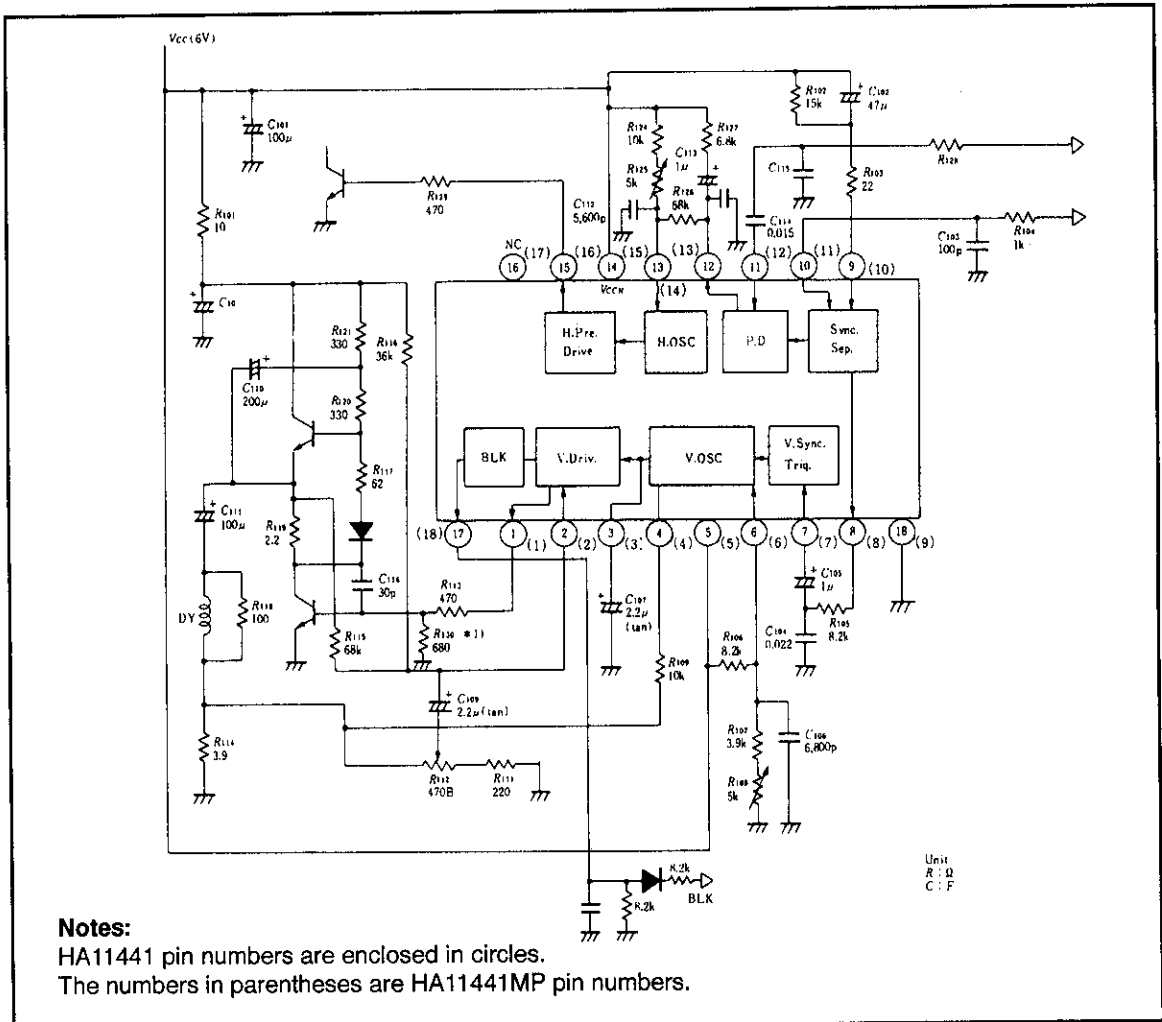 Vcc (6V)
C101
100μ
R101
10
R129
470
R124
10k
R125
5k
C112
5,600p
R127
6.8k
C113
1μ
R126
68k
R102
15k
C102
47μ
R103
22
C115
R128
C114
0.015
C103
100p
R104
1k
NC
16
(17)
15
(16)
14
(15)
13
(13)
12
11
(12)
10
(11)
9
(10)
VCCH
(14)
H.Pre.
Drive
H.OSC
P.D
Sync.
Sep.
BLK
V.Driv.
V.OSC
V.Sync.
Trig.
(18)
17
1
(1)
2
(2)
3
(3)
4
(4)
5
(5)
6
(6)
7
(7)
8
(8)
18
(9)
C110
200μ
R121
330
R120
330
R117
62
36k
C111
100μ
R119
2.2
C116
30p
R113
470
R130 *1)
680
R115
68k
DY
R118
100
C109
2.2μ(tan)
R114
3.9
R112
470B
R111
220
C107
2.2μ
(tan)
R109
10k
R106
8.2k
C105
1μ
C104
0.022
R105
8.2k
R107
3.9k
R108
5k
C106
6,800p
8.2k
8.2k
BLK
Unit
R : Ω
C : F
Notes:
HA11441 pin numbers are enclosed in circles.
The numbers in parentheses are HA11441MP pin numbers.